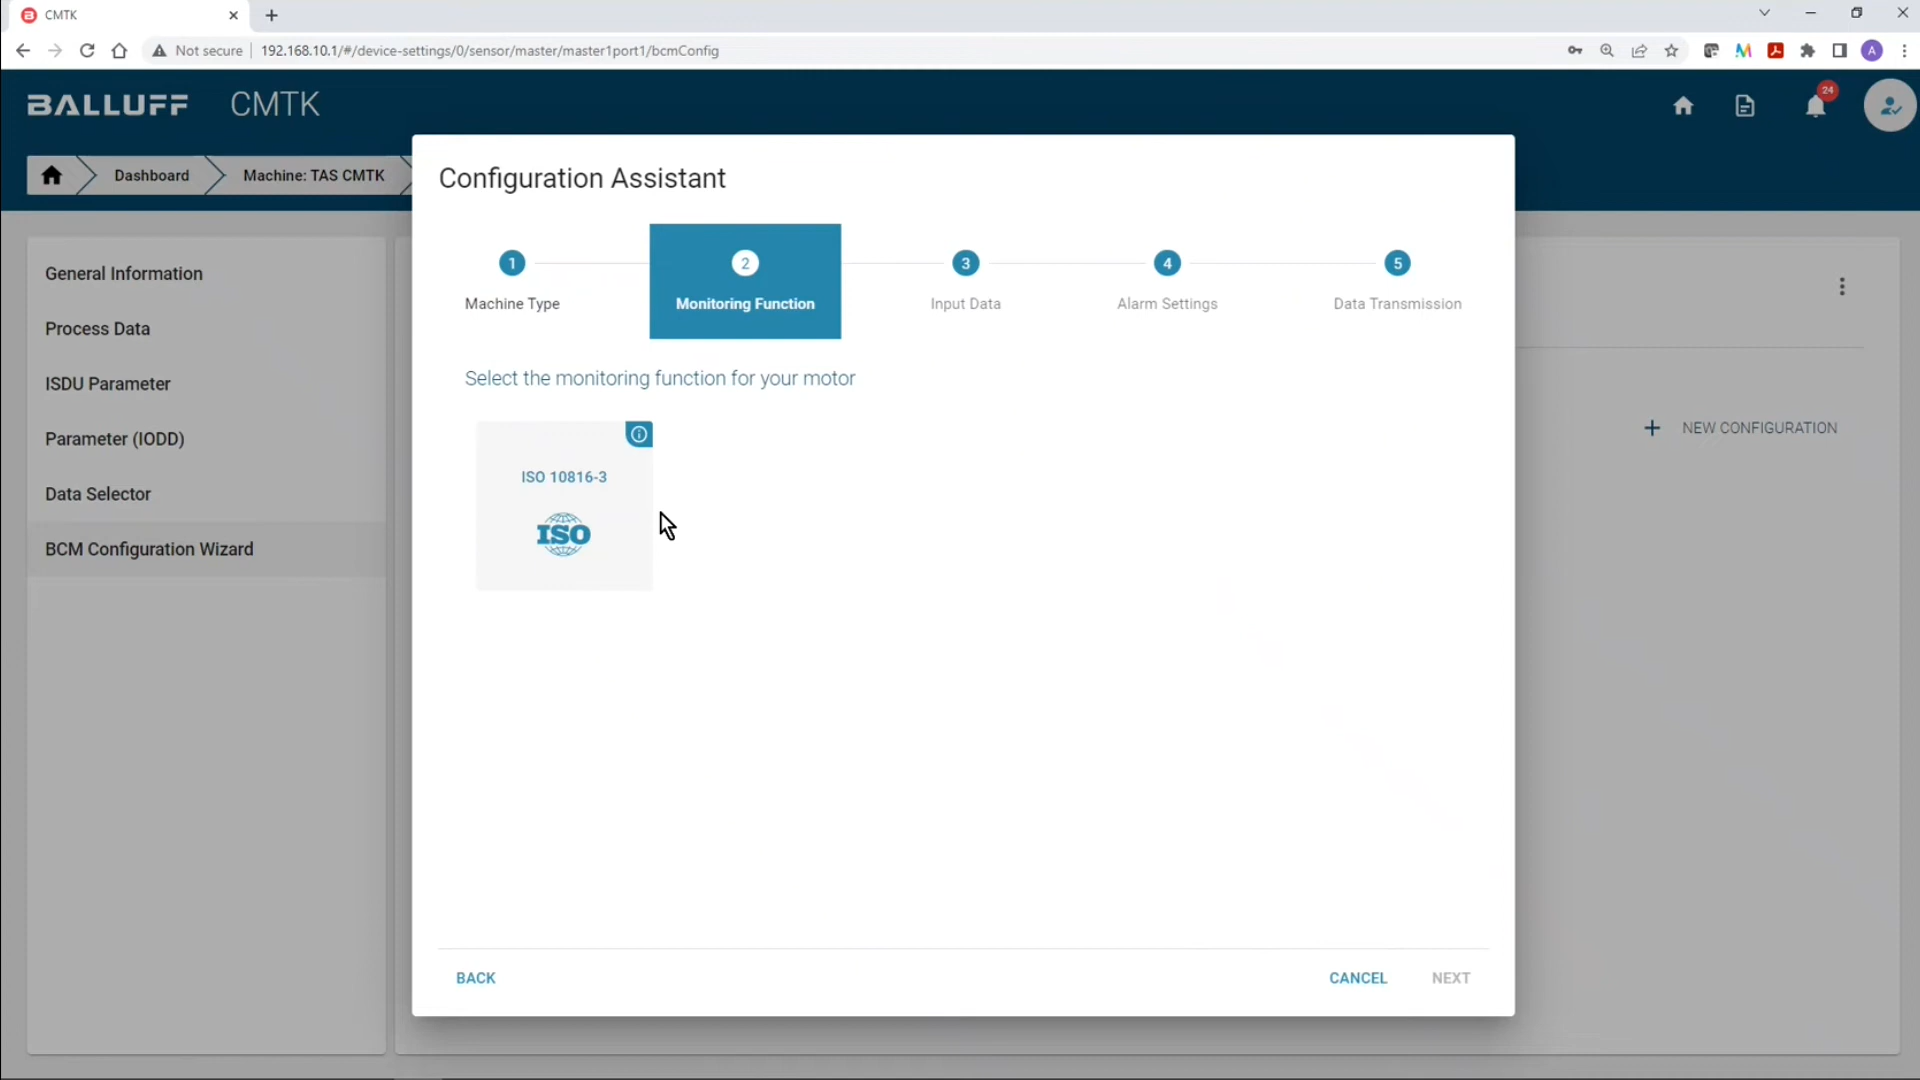 CMTK
Not secure
192.168.10.1/#/device-settings/0/sensor/master/master1port1/bcmConfig
A
BALLUFF
CMTK
24
Dashboard
Machine: TAS CMTK
General Information
Process Data
ISDU Parameter
Parameter (IODD)
Data Selector
BCM Configuration Wizard
NEW CONFIGURATION
Configuration Assistant
1
2
3
4
5
Machine Type
Monitoring Function
Input Data
Alarm Settings
Data Transmission
Select the monitoring function for your motor
ISO 10816-3
ISO
BACK
CANCEL
NEXT